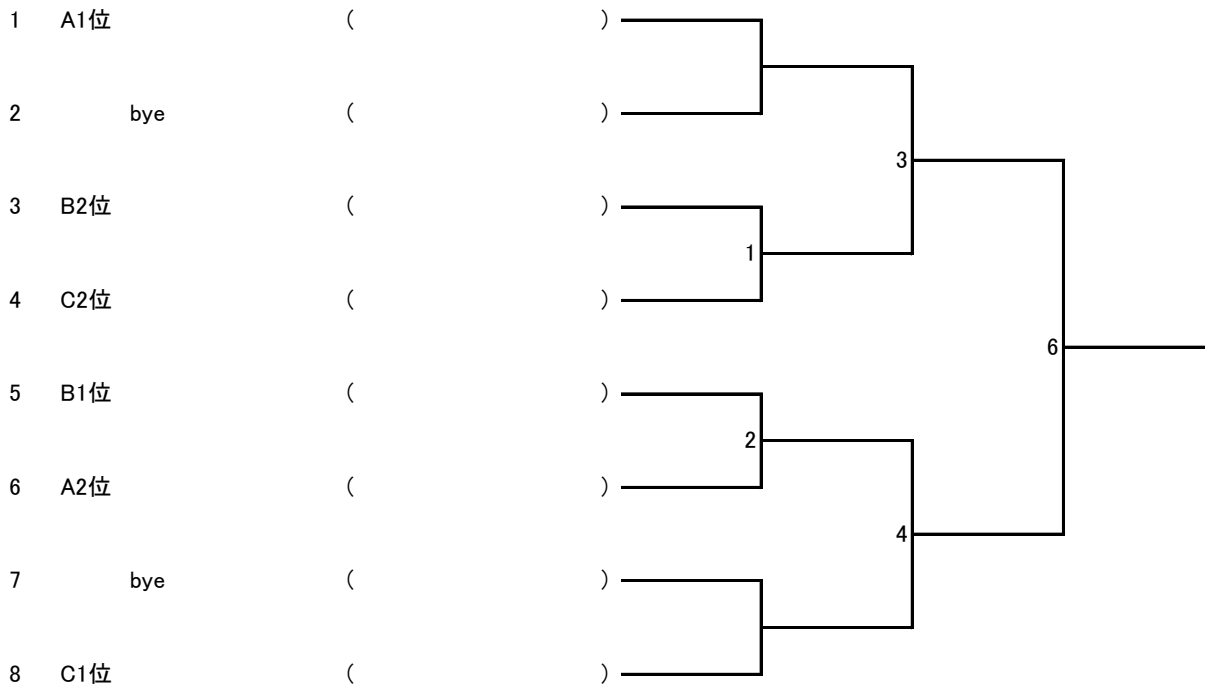 1 A1位 ( )
2 bye ( )
3
3 B2位 ( )
1
4 C2位 ( )
6
5 B1位 ( )
2
6 A2位 ( )
4
7 bye ( )
8 C1位 ( )